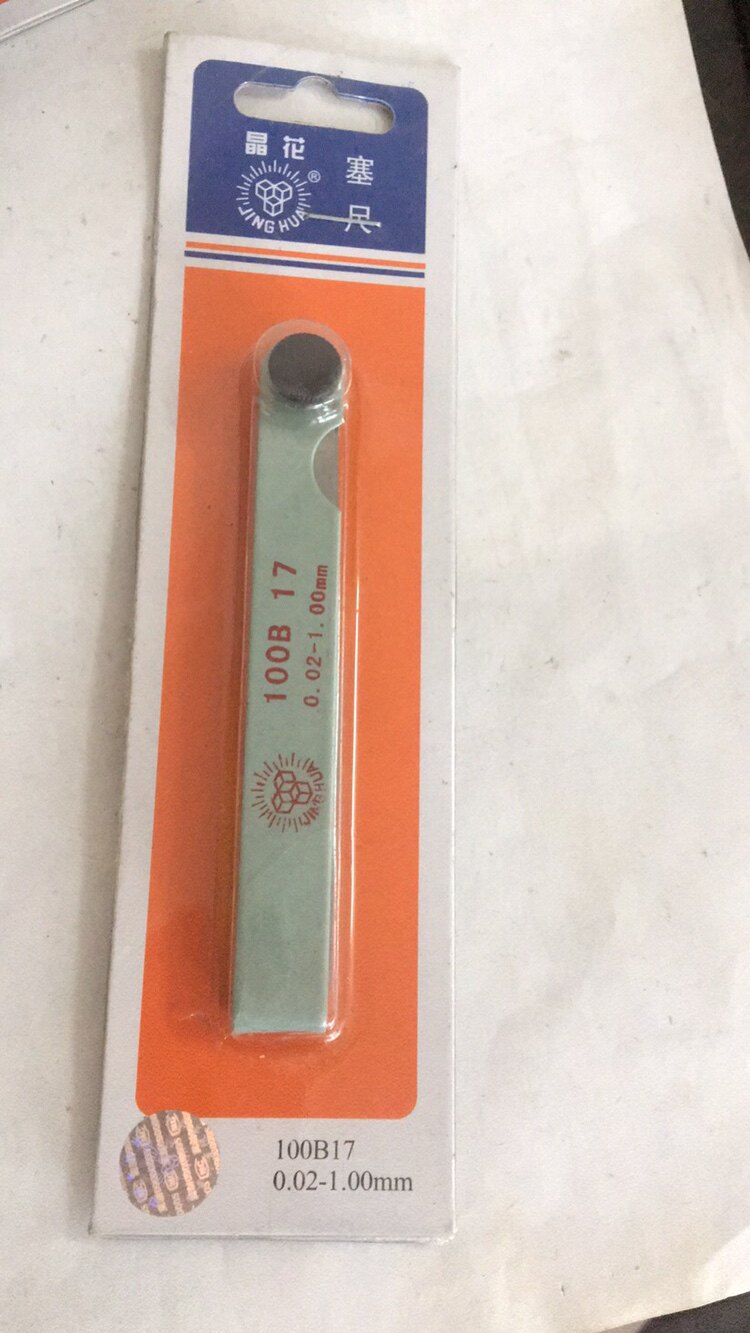 晶花
®
JING HUA
塞
尺
100B 17
0.02-1.00mm
JING HUA
100B17
0.02-1.00mm